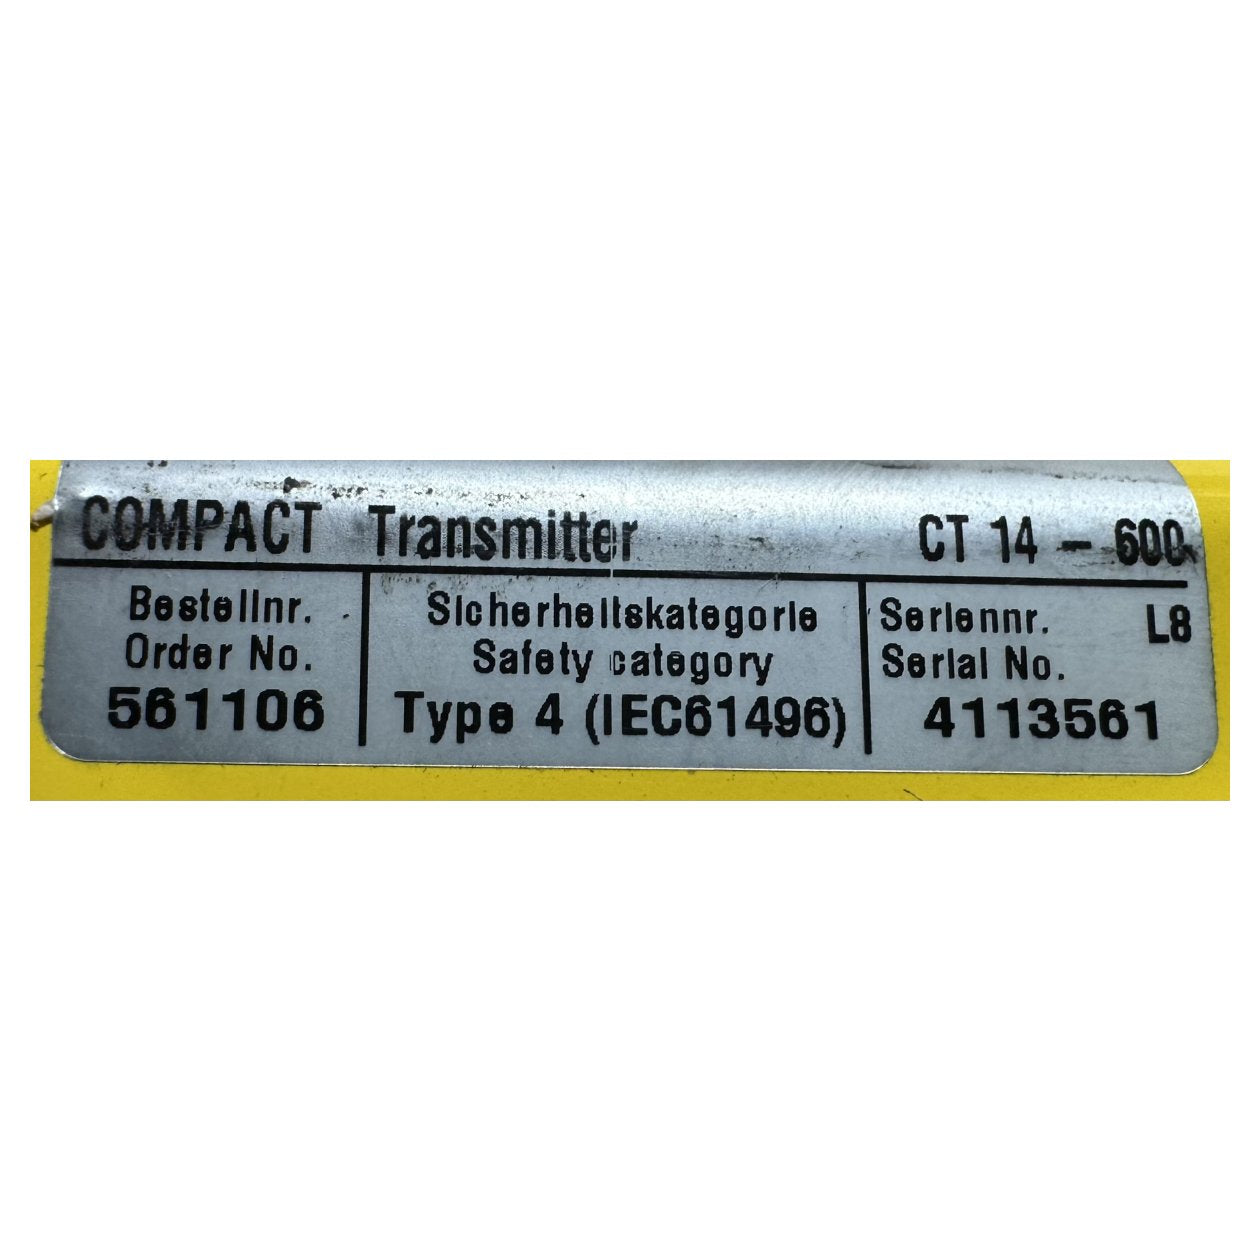 COMPACT Transmitter CT 14 - 600
Bestellnr.
Order No.
561106
Sicherheitskategorie
Safety category
Type 4 (IEC61496)
Seriennr. L8
Serial No.
4113561